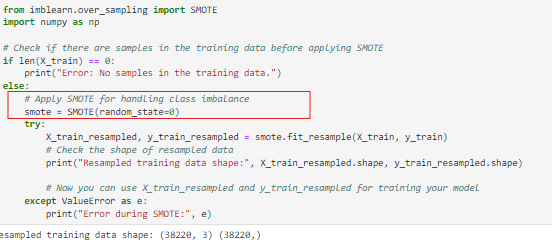 from imblearn.over_sampling import SMOTE
import numpy as np
# Check if there are samples in the training data before applying SMOTE
if len(X_train) == 0:
    print("Error: No samples in the training data.")
else:
    # Apply SMOTE for handling class imbalance
    smote = SMOTE(random_state=0)
    try:
        X_train_resampled, y_train_resampled = smote.fit_resample(X_train, y_train)
        # Check the shape of resampled data
        print("Resampled training data shape:", X_train_resampled.shape, y_train_resampled.shape)
        # Now you can use X_train_resampled and y_train_resampled for training your model
    except ValueError as e:
        print("Error during SMOTE:", e)
esampled training data shape: (38220, 3) (38220,)